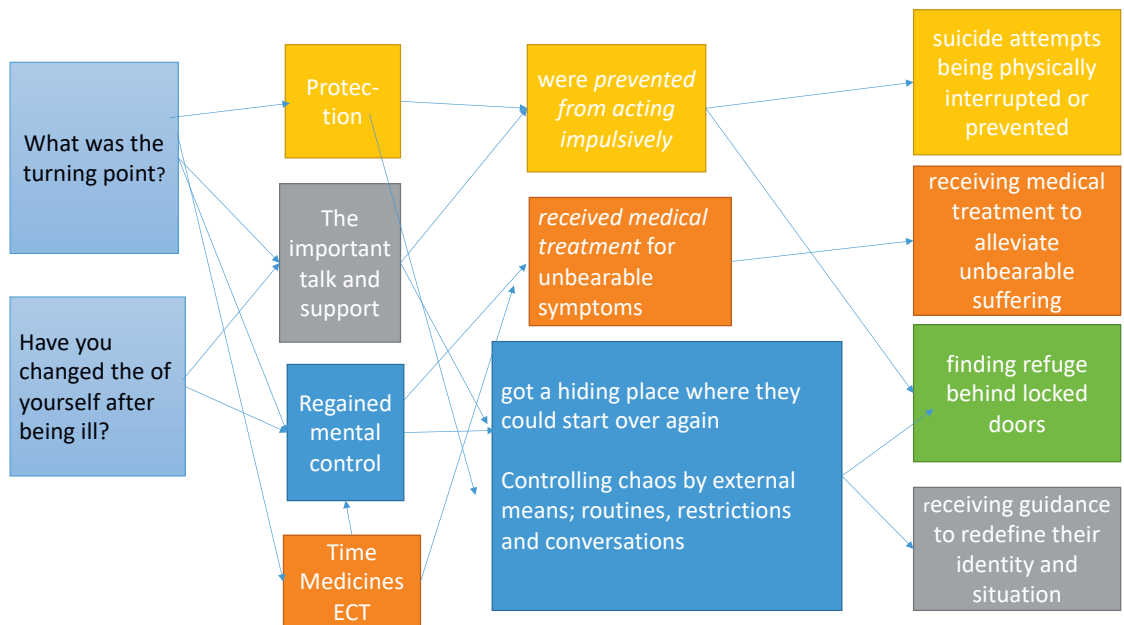 What was the
turning point?
Have you
changed the of
yourself after
being ill?
Protec-
tion
The
important
talk and
support
Regained
mental
control
Time
Medicines
ECT
were prevented
from acting
impulsively
received medical
treatment for
unbearable
symptoms
got a hiding place where they
could start over again
Controlling chaos by external
means; routines, restrictions
and conversations
suicide attempts
being physically
interrupted or
prevented
receiving medical
treatment to
alleviate
unbearable
suffering
finding refuge
behind locked
doors
receiving guidance
to redefine their
identity and
situation